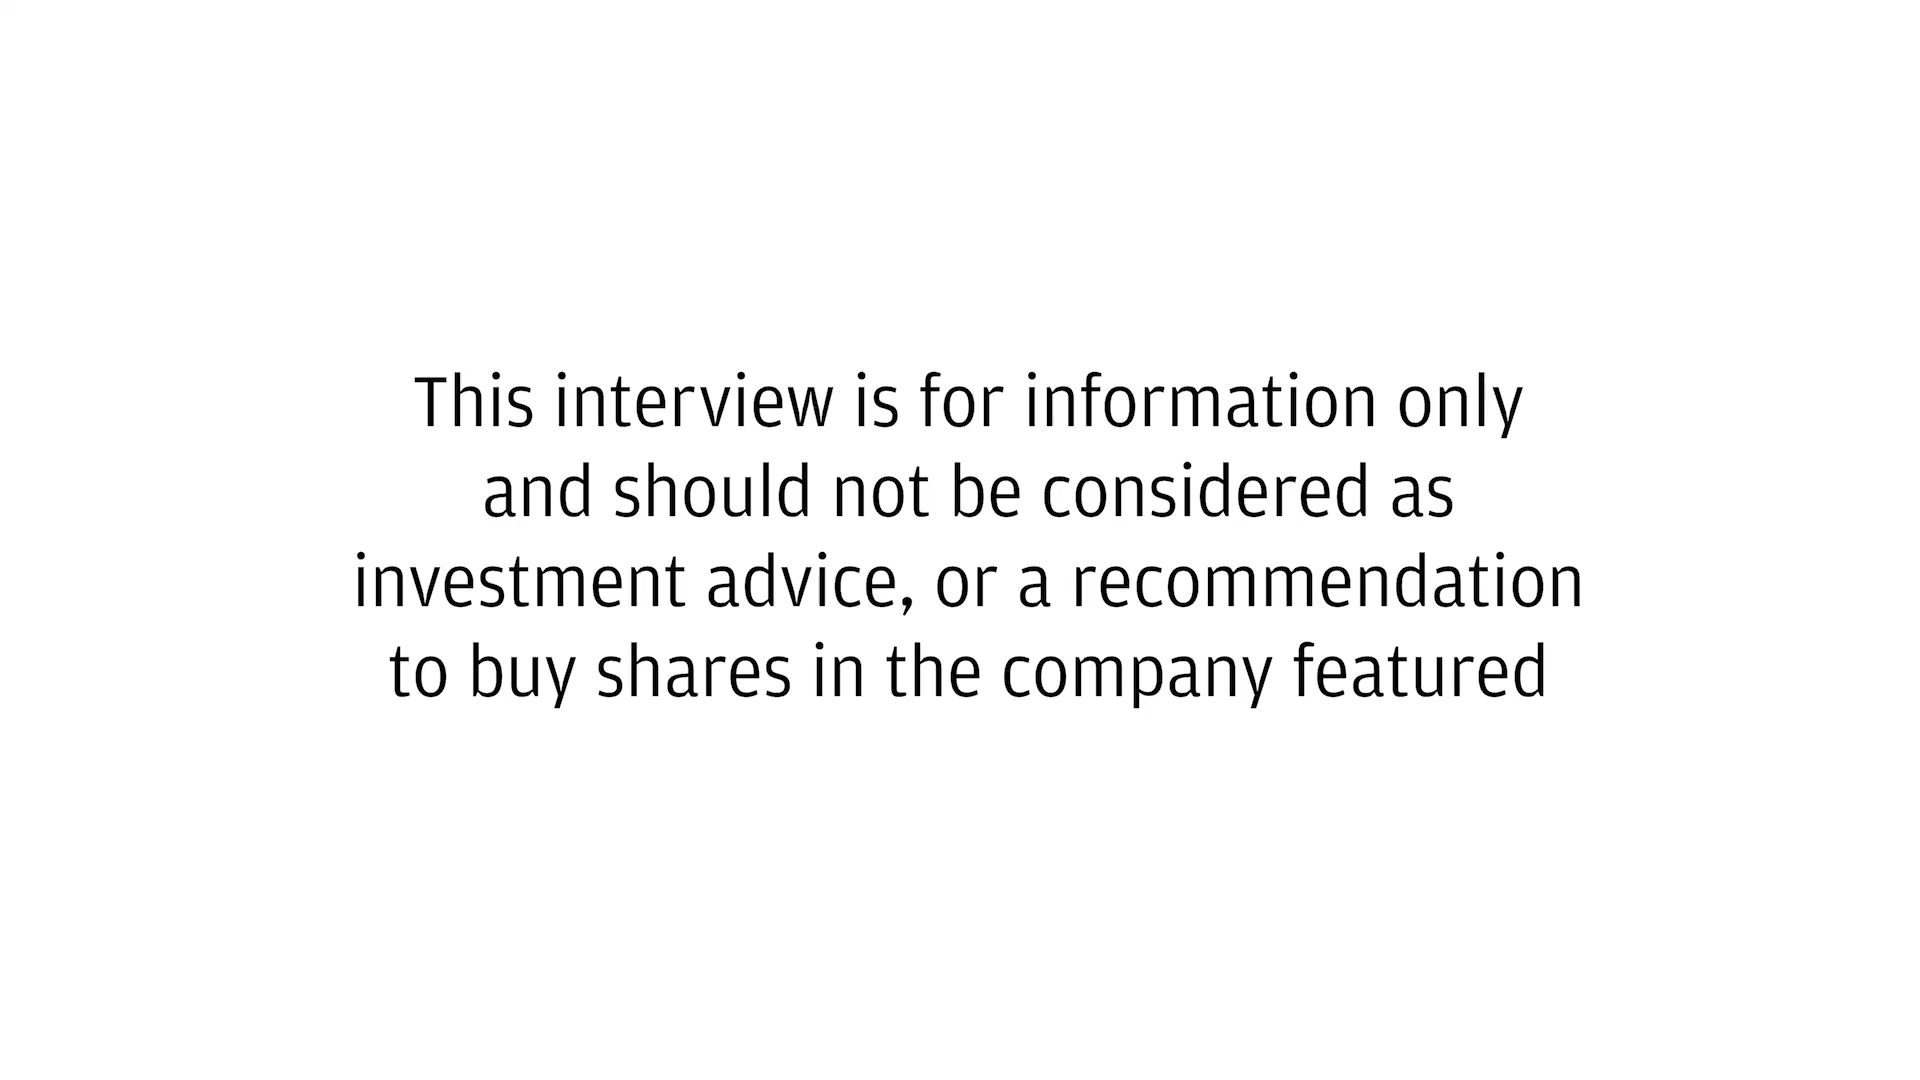 This interview is for information only
and should not be considered as
investment advice, or a recommendation
to buy shares in the company featured